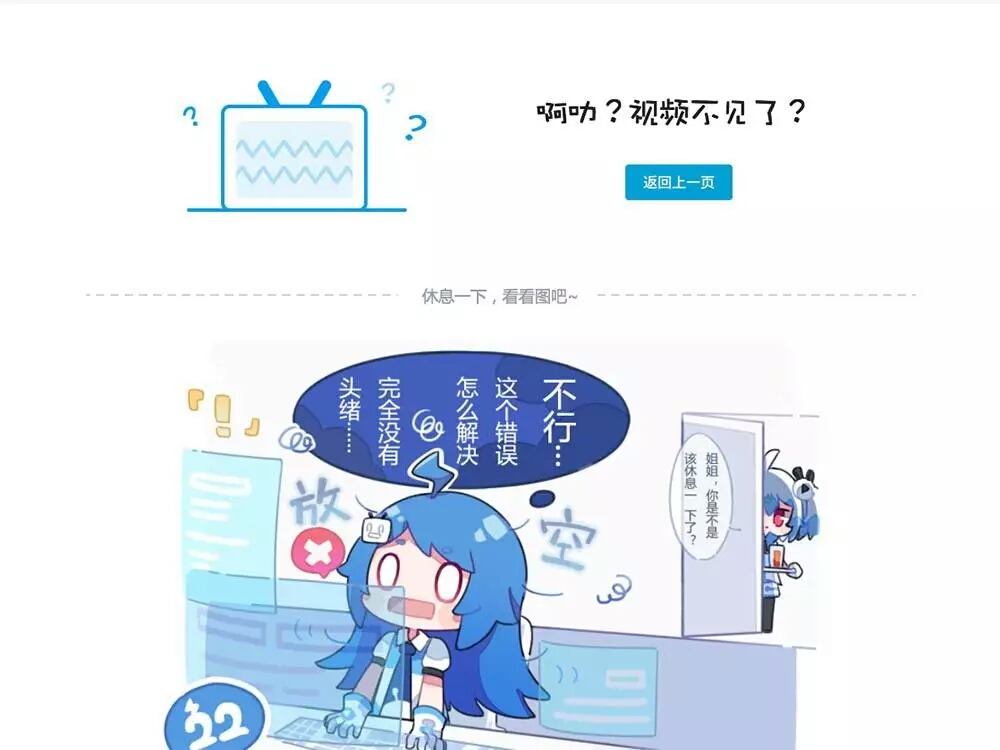 啊叻？视频不见了？
返回上一页
休息一下，看看图吧~
不行…
这个错误
怎么解决
完全没有
头绪……
放
空
姐姐，你是不是
该休息一下了？
22